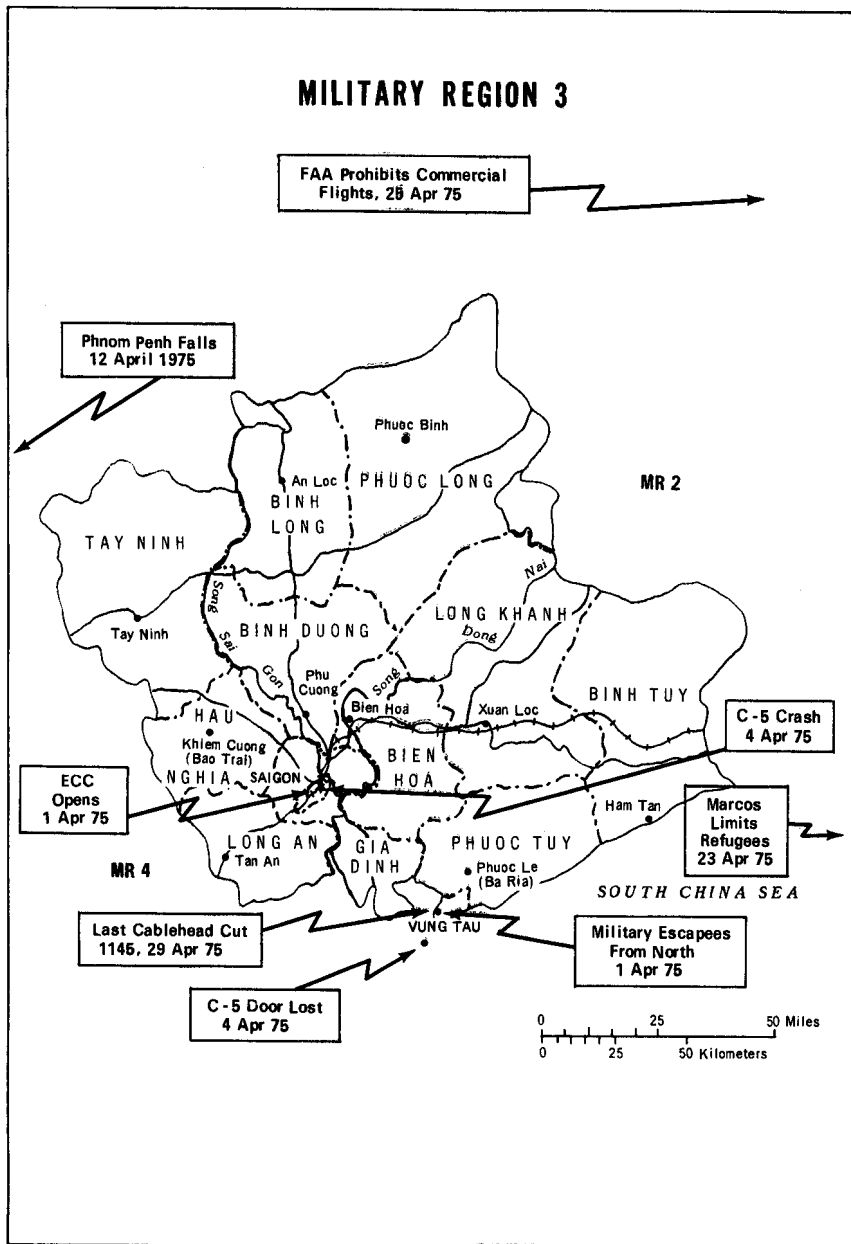 MILITARY REGION 3
FAA Prohibits Commercial
Flights, Apr 75
Phnom Penh Falls
12 April 1975
Phuoc Binh
An Loc
PHUOC LONG
MR 2
BINH
LONG
TAY NINH
Nai
Song
LONG KHANH
Tay Ninh
BINH DUONG
Dong
Sai
Gon
Phu
Cuong
Song
BINH TUY
Bien Hoa
Xuan Loc
HAU
C-5 Crash
4 Apr 75
Khiem Cuong
(Bao Trai)
BIEN
HOA
NGHIA
SAIGON
ECC
Opens
1 Apr 75
Ham Tan
Marcos
Limits
Refugees
23 Apr 75
LONG AN
GIA
DINH
PHUOC TUY
Tan An
MR 4
Phuoc Le
(Ba Ria)
SOUTH CHINA SEA
Last Cablehead Cut
1145, 29 Apr 75
VUNG TAU
Military Escapees
From North
1 Apr 75
C-5 Door Lost
4 Apr 75
0 25 50 Miles
0 25 50 Kilometers